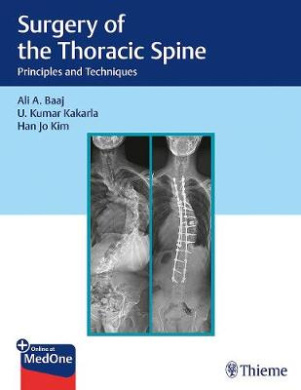 Surgery of
the Thoracic Spine
Principles and Techniques
Ali A. Baaj
U. Kumar Kakarla
Han Jo Kim
+ Online at
MedOne
Thieme